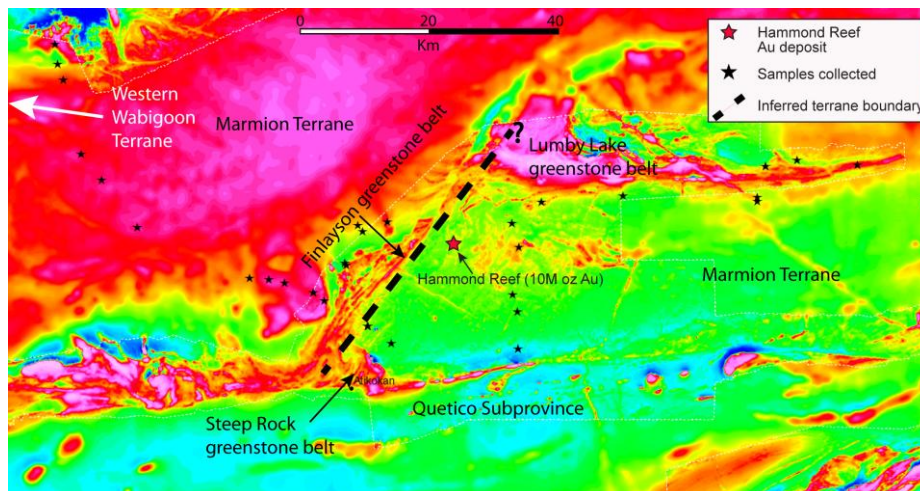 0 20 40
Km
Hammond Reef
Au deposit
Samples collected
Inferred terrane boundary
Western
Wabigoon
Terrane
Marmion Terrane
?
Lumby Lake
greenstone belt
Finlayson greenstone belt
Hammond Reef (10M oz Au)
Marmion Terrane
Atikokan
Quetico Subprovince
Steep Rock
greenstone belt